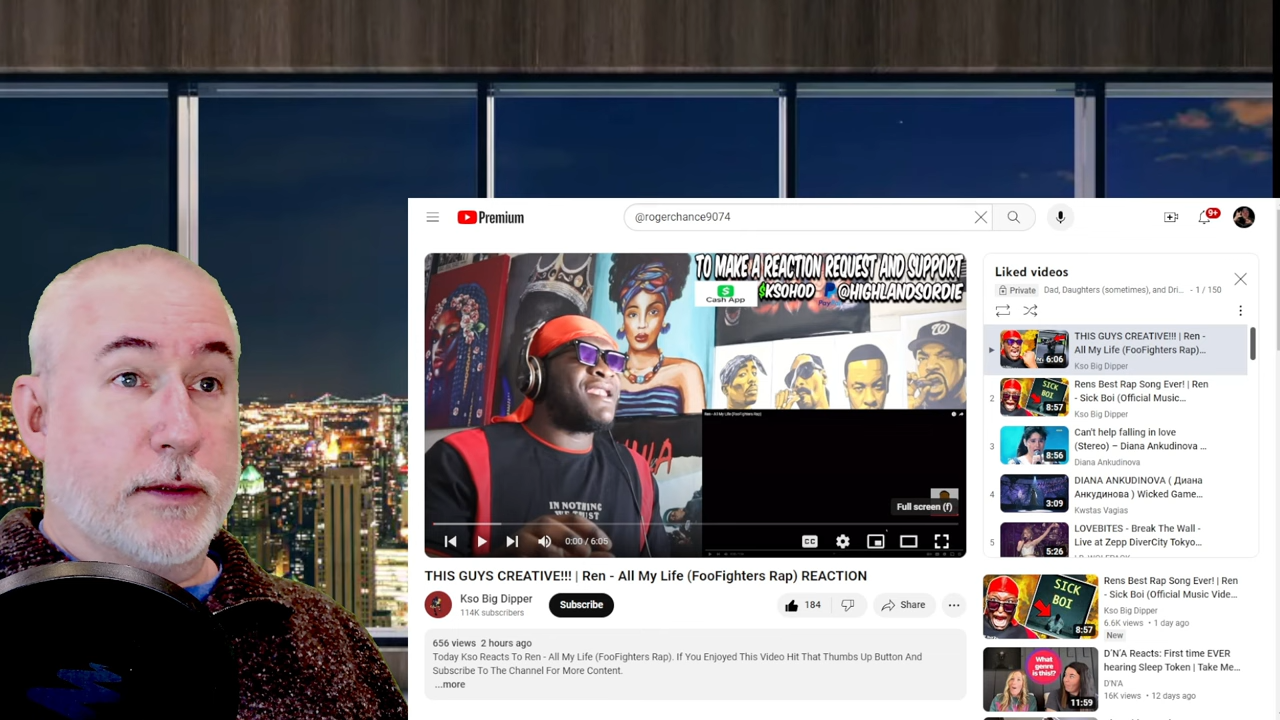 Premium
@rogerchance9074
9+
TO MAKE A REACTION REQUEST AND SUPPORT
Cash App
$KSOHOD
@HIGHLANDSORDIE
Ren - All My Life (FooFighters Rap)
IN NOTHING
WE TRUST
Full screen (f)
0:00 / 6:05
CC
THIS GUYS CREATIVE!!! | Ren - All My Life (FooFighters Rap) REACTION
Kso Big Dipper
114K subscribers
Subscribe
184
Share
656 views 2 hours ago
Today Kso Reacts To Ren - All My Life (FooFighters Rap). If You Enjoyed This Video Hit That Thumbs Up Button And
Subscribe To The Channel For More Content.
...more
Liked videos
Private
Dad, Daughters (sometimes), and Dri... - 1 / 150
6:06
THIS GUYS CREATIVE!!! | Ren -
All My Life (FooFighters Rap)...
Kso Big Dipper
2
SICK
BOI
8:57
Rens Best Rap Song Ever! | Ren
- Sick Boi (Official Music...
Kso Big Dipper
3
8:56
Can't help falling in love
(Stereo) – Diana Ankudinova ...
Diana Ankudinova
4
3:09
DIANA ANKUDINOVA ( Диана
Анкудинова ) Wicked Game...
Kwstas Vagias
5
5:26
LOVEBITES - Break The Wall -
Live at Zepp DiverCity Tokyo...
SICK
BOI
8:57
Rens Best Rap Song Ever! | Ren
- Sick Boi (Official Music Vide...
Kso Big Dipper
6.6K views • 1 day ago
New
What
genre is
this!?
11:59
D'N'A Reacts: First time EVER
hearing Sleep Token | Take Me...
D'N'A
16K views • 12 days ago